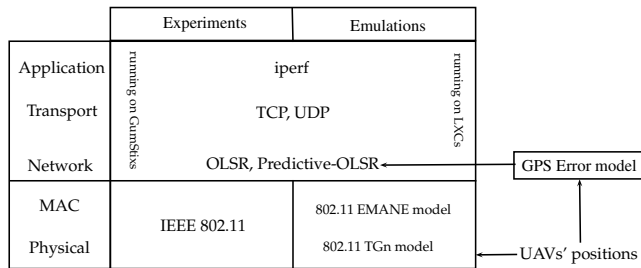 Experiments
Emulations
Application
iperf
Transport
TCP, UDP
running on GumStixs
running on LXCs
Network
OLSR, Predictive-OLSR
GPS Error model
MAC
IEEE 802.11
802.11 EMANE model
Physical
802.11 TGn model
UAVs' positions